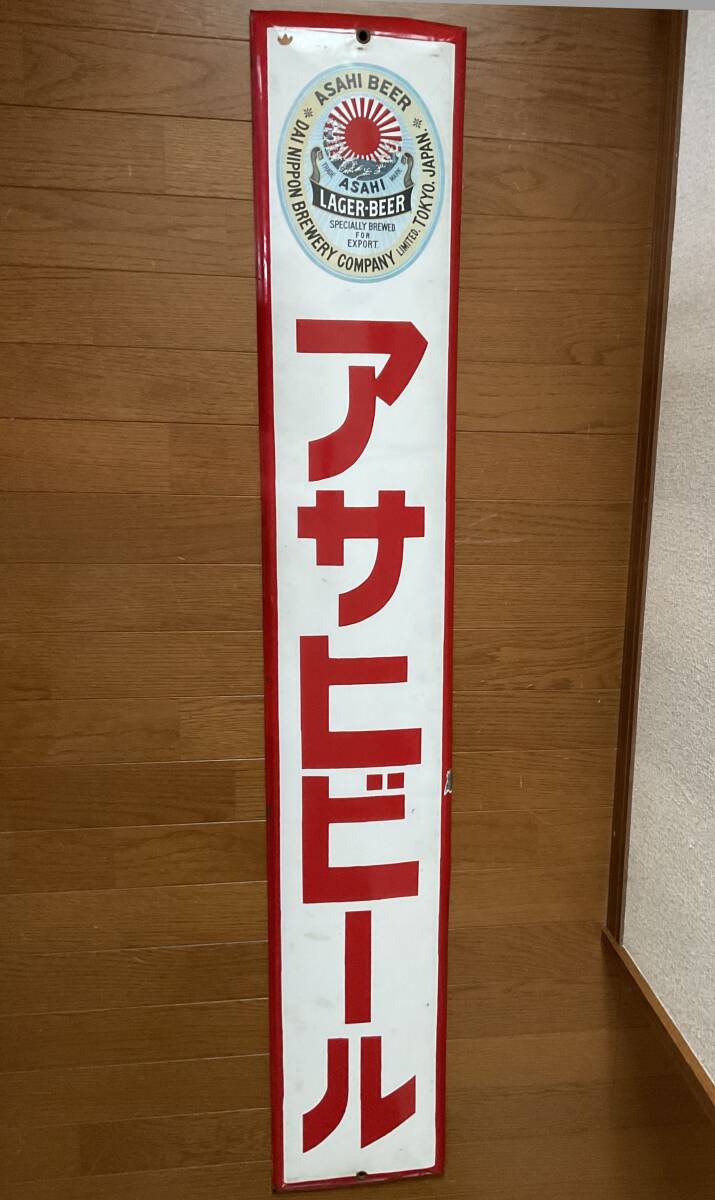 ASAHI BEER
DAI NIPPON BREWERY COMPANY LIMITED. TOKYO. JAPAN.
TRADE MARK
ASAHI
LAGER-BEER
SPECIALLY BREWED
FOR
EXPORT.
アサヒビール